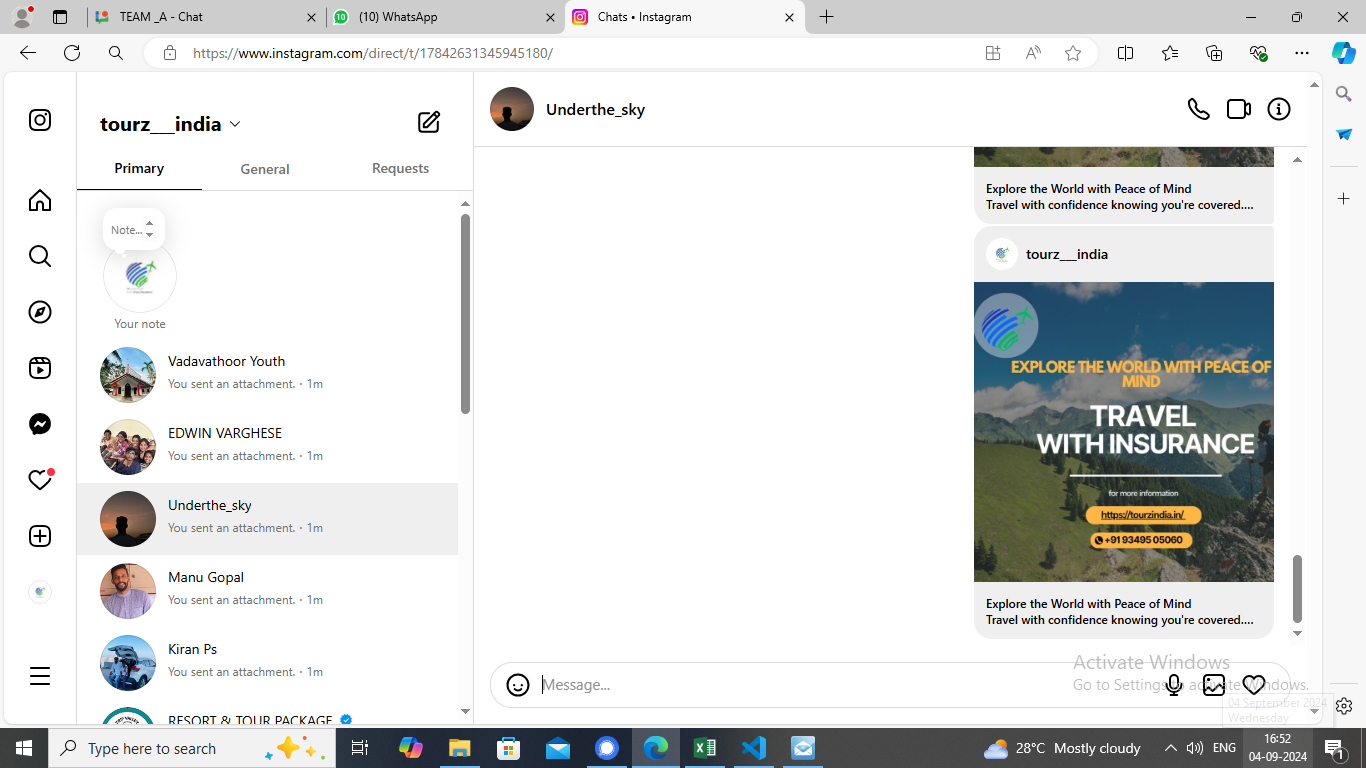 TEAM _A - Chat
(10) WhatsApp
Chats • Instagram
https://www.instagram.com/direct/t/17842631345945180/
tourz___india
Primary
General
Requests
Note...
Your note
Vadavathoor Youth
You sent an attachment. · 1m
EDWIN VARGHESE
You sent an attachment. · 1m
Underthe_sky
You sent an attachment. · 1m
Manu Gopal
You sent an attachment. · 1m
Kiran Ps
You sent an attachment. · 1m
RESORT & TOUR PACKAGE
Underthe_sky
Explore the World with Peace of Mind
Travel with confidence knowing you're covered....
tourz___india
EXPLORE THE WORLD WITH PEACE OF
MIND
TRAVEL
WITH INSURANCE
for more information
https://tourzindia.in/
+91 93495 05060
Explore the World with Peace of Mind
Travel with confidence knowing you're covered....
Message...
Activate Windows
Go to Settings to activate Windows.
04 September 2024
Wednesday
Type here to search
28°C Mostly cloudy
ENG
16:52
04-09-2024
1